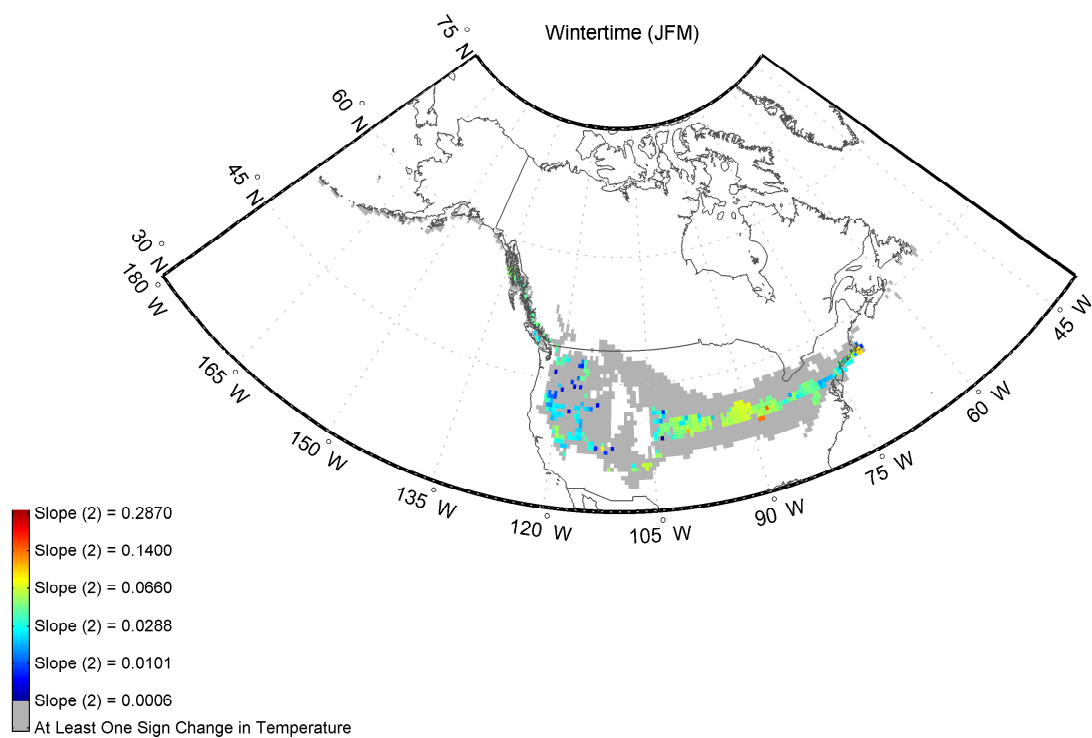 Wintertime (JFM)
75° N
60° N
45° N
30° N
180° W
165° W
150° W
135° W
120° W
105° W
90° W
75° W
60° W
45° W
Slope (2) = 0.2870
Slope (2) = 0.1400
Slope (2) = 0.0660
Slope (2) = 0.0288
Slope (2) = 0.0101
Slope (2) = 0.0006
At Least One Sign Change in Temperature